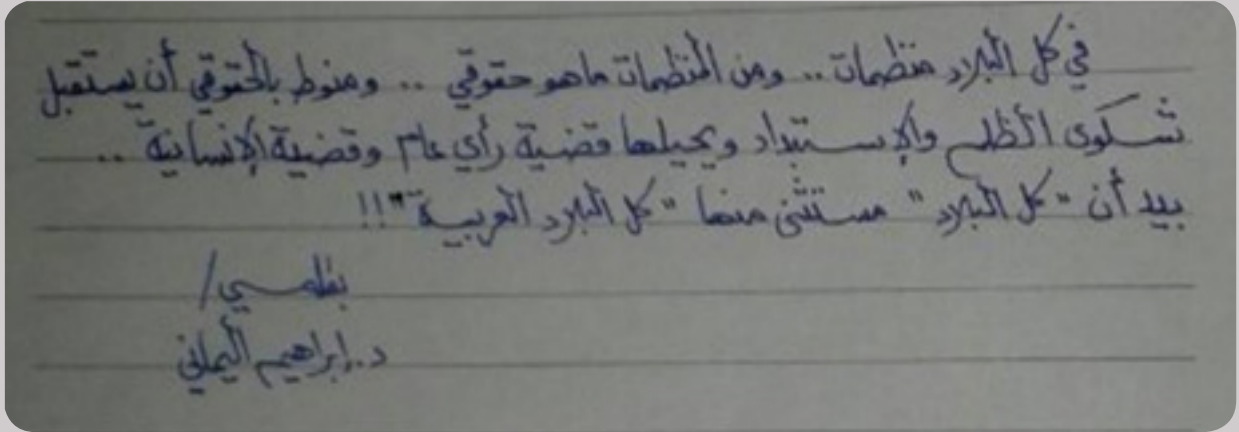 في كل البلاد منظمات .. ومن المنظمات ماهو حقوقي .. ومنوط بالحقوقي أن يستقبل
شكوى الظلم والإستبداد ويحيلها قضية رأي عام وقضية الإنسانية ..
بيد أن "كل البلاد" مستثنى منها "كل البلاد العربية"!!
بقلمي/
د.إبراهيم اليماني